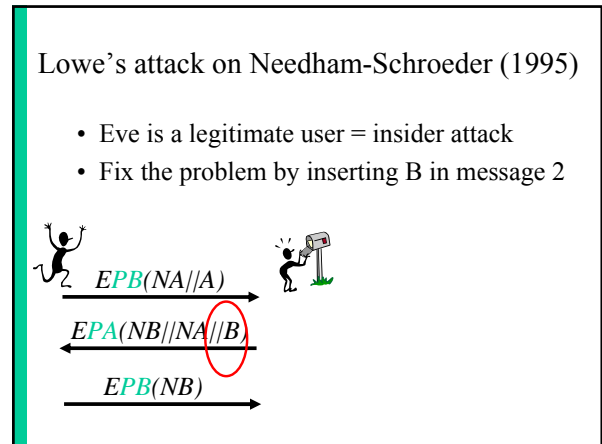 Lowe's attack on Needham-Schroeder (1995)
• Eve is a legitimate user = insider attack
• Fix the problem by inserting B in message 2
EPB(NA//A)
EPA(NB//NA//B)
EPB(NB)